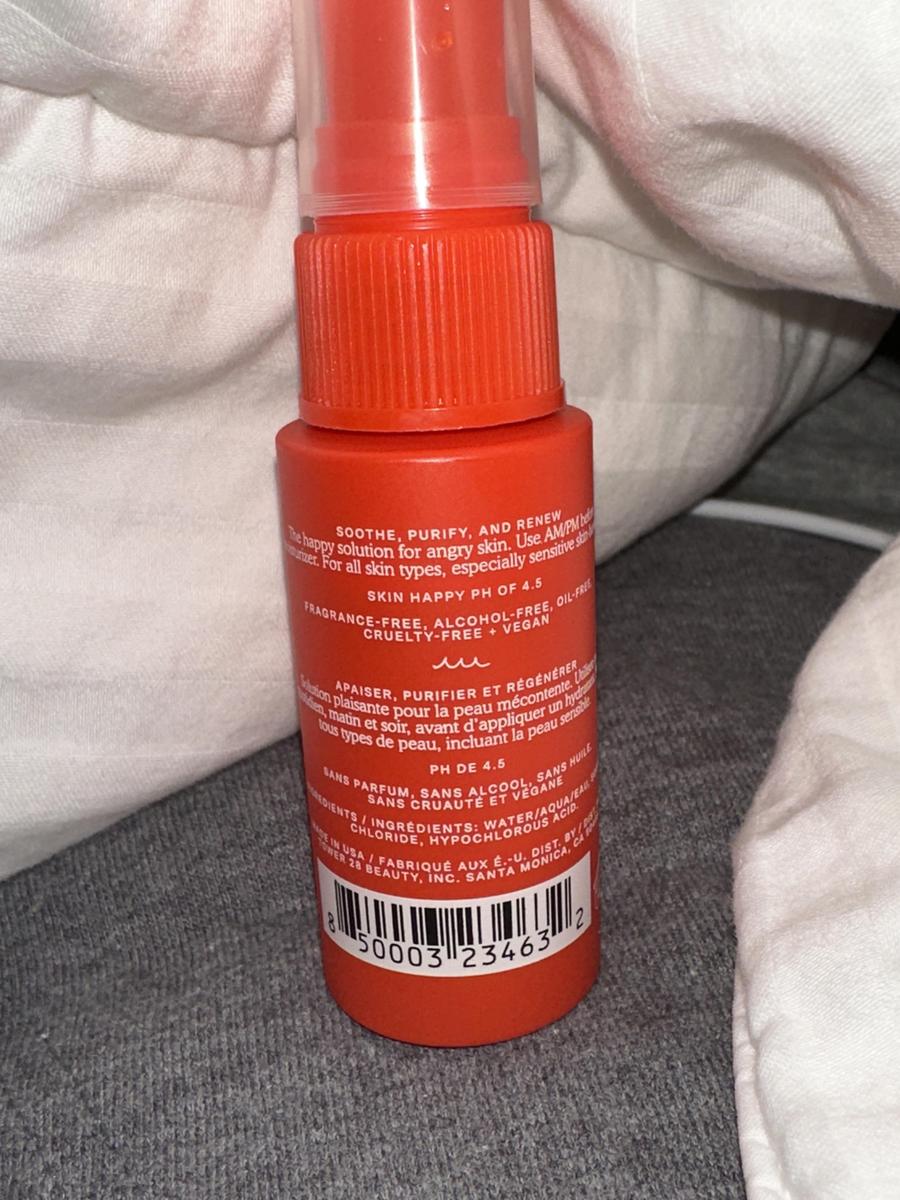 SOOTHE, PURIFY, AND RENEW
The happy solution for angry skin. Use AM/PM
For all skin types, especially sensitive
SKIN HAPPY PH OF 4.5
FRAGRANCE-FREE, ALCOHOL-FREE, OIL-FREE,
CRUELTY-FREE + VEGAN
APAISER, PURIFIER ET RÉGÉNÉRER
Solution plaisante pour la peau mécontente.
matin et soir, avant d'appliquer un
tous types de peau, incluant la peau sensible.
PH DE 4.5
SANS PARFUM, SANS ALCOOL, SANS HUILE,
SANS CRUAUTÉ ET VÉGANE
INGREDIENTS / INGRÉDIENTS: WATER/AQUA/EAU,
CHLORIDE, HYPOCHLOROUS ACID.
MADE IN USA / FABRIQUÉ AUX É.-U. DIST. BY /
TOWER 28 BEAUTY, INC. SANTA MONICA, CA
8 50003 23463 2